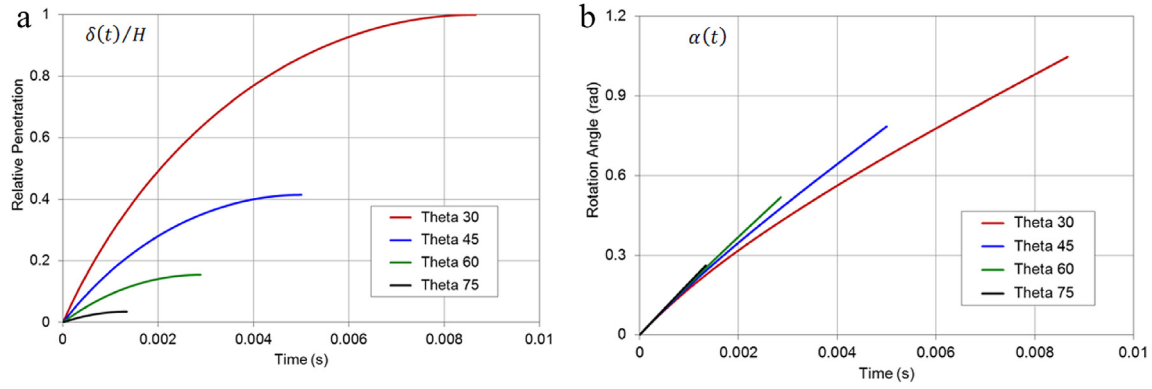 a
δ(t)/H
Relative Penetration
1
0.8
0.6
0.4
0.2
0
0 0.002 0.004 0.006 0.008 0.01
Time (s)
Theta 30
Theta 45
Theta 60
Theta 75
b
α(t)
Rotation Angle (rad)
1.2
0.9
0.6
0.3
0
0 0.002 0.004 0.006 0.008 0.01
Time (s)
Theta 30
Theta 45
Theta 60
Theta 75